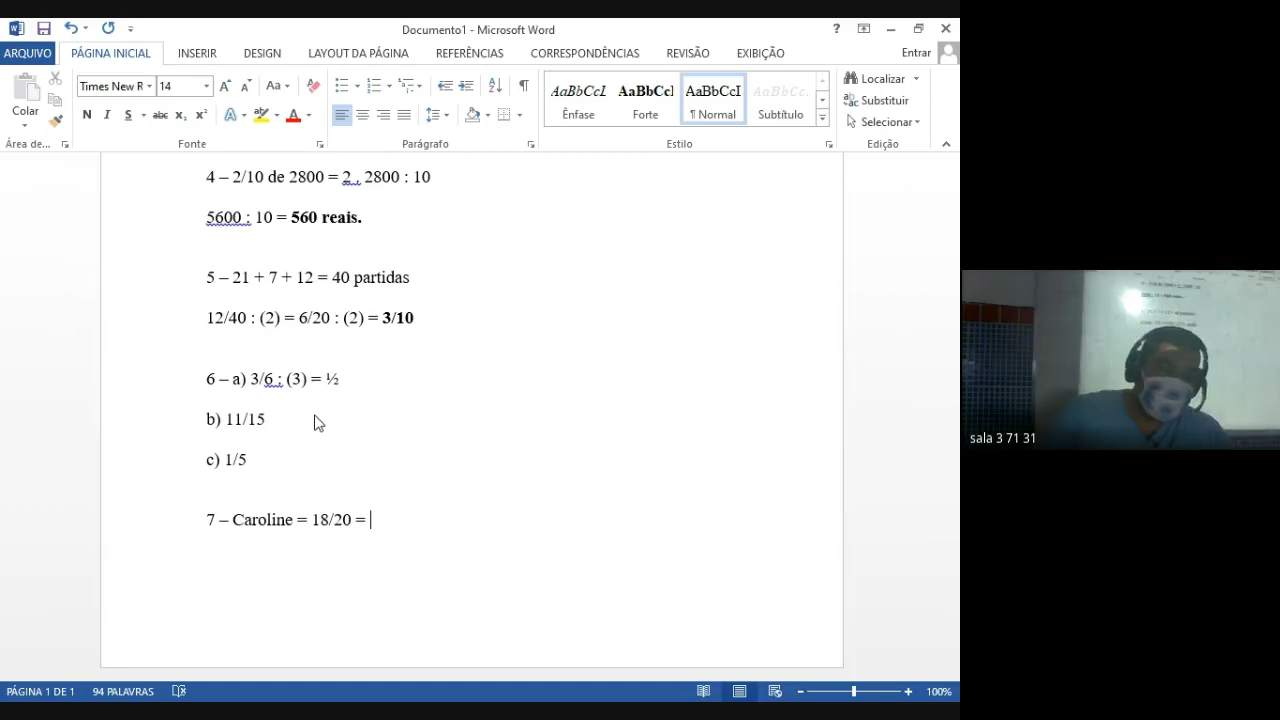 Documento1 - Microsoft Word
?
ARQUIVO PÁGINA INICIAL INSERIR DESIGN LAYOUT DA PÁGINA REFERÊNCIAS CORRESPONDÊNCIAS REVISÃO EXIBIÇÃO Entrar
Times New R 14 Aa AaBbCcI AaBbCcI AaBbCcI AaBbCc. Localizar
Colar Substituir
N I S abc x₂ x² A A Ênfase Forte ¶ Normal Subtítulo Selecionar
Área de... Fonte Parágrafo Estilo Edição
4 – 2/10 de 2800 = 2 . 2800 : 10
5600 : 10 = 560 reais.
5 – 21 + 7 + 12 = 40 partidas
12/40 : (2) = 6/20 : (2) = 3/10
6 – a) 3/6 : (3) = ½
b) 11/15
c) 1/5
7 – Caroline = 18/20 =
sala 3 71 31
PÁGINA 1 DE 1 94 PALAVRAS 100%